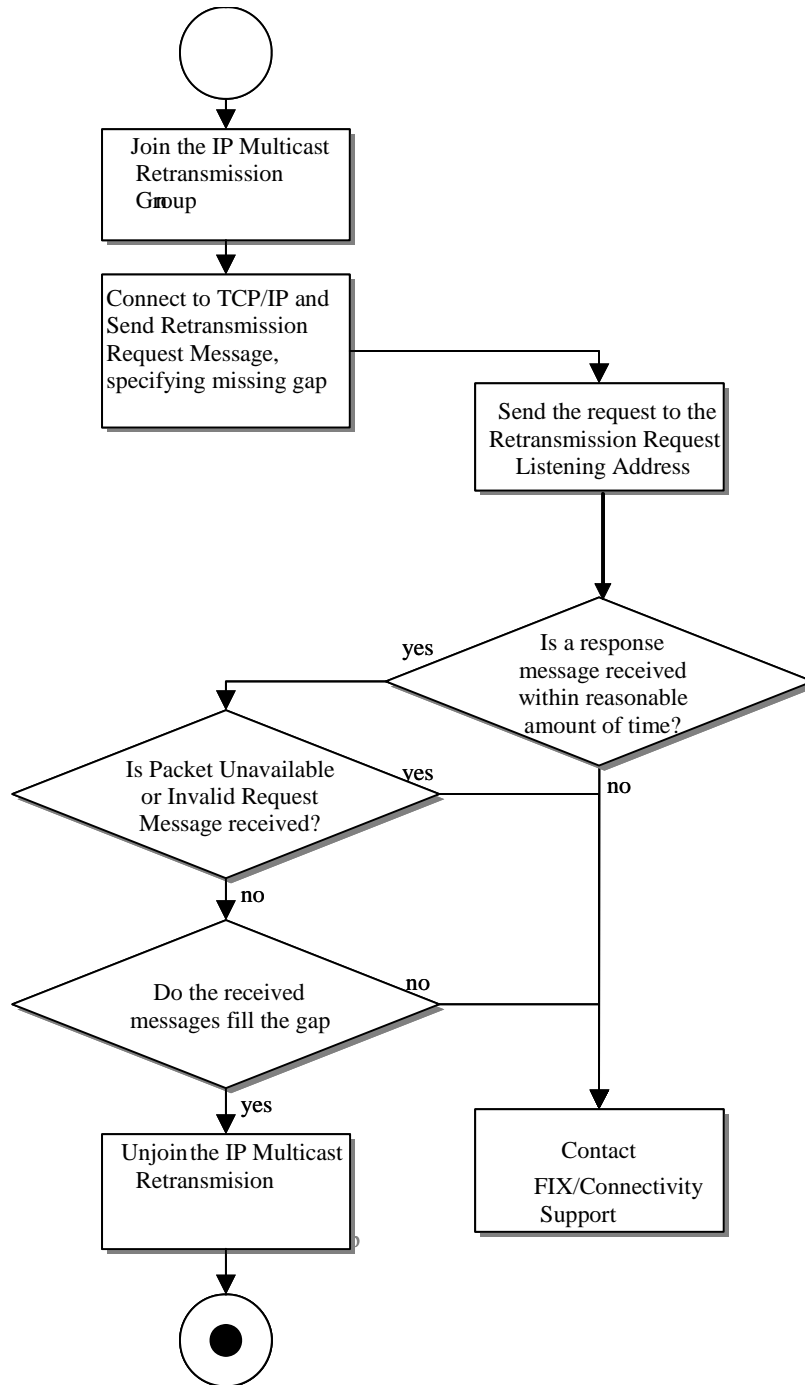 Join the IP Multicast
Retransmission
Group
Connect to TCP/IP and
Send Retransmission
Request Message,
specifying missing gap
Send the request to the
Retransmission Request
Listening Address
yes
Is a response
message received
within reasonable
amount of time?
Is Packet Unavailable
or Invalid Request
Message received?
yes
no
no
Do the received
messages fill the gap
no
yes
Unjoin the IP Multicast
Retransmision
Contact
FIX/Connectivity
Support